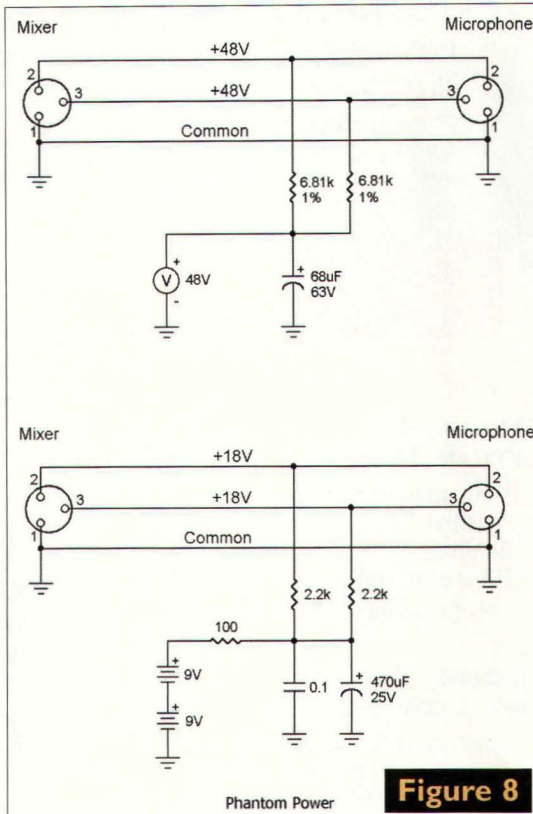 Mixer
Microphone
+48V
2
2
3
+48V
3
1
Common
1
6.81k
1%
6.81k
1%
+
V
48V
-
+
68uF
63V
Mixer
Microphone
+18V
2
2
3
+18V
3
1
Common
1
2.2k
2.2k
100
+
9V
+
9V
0.1
+
470uF
25V
Phantom Power
Figure 8